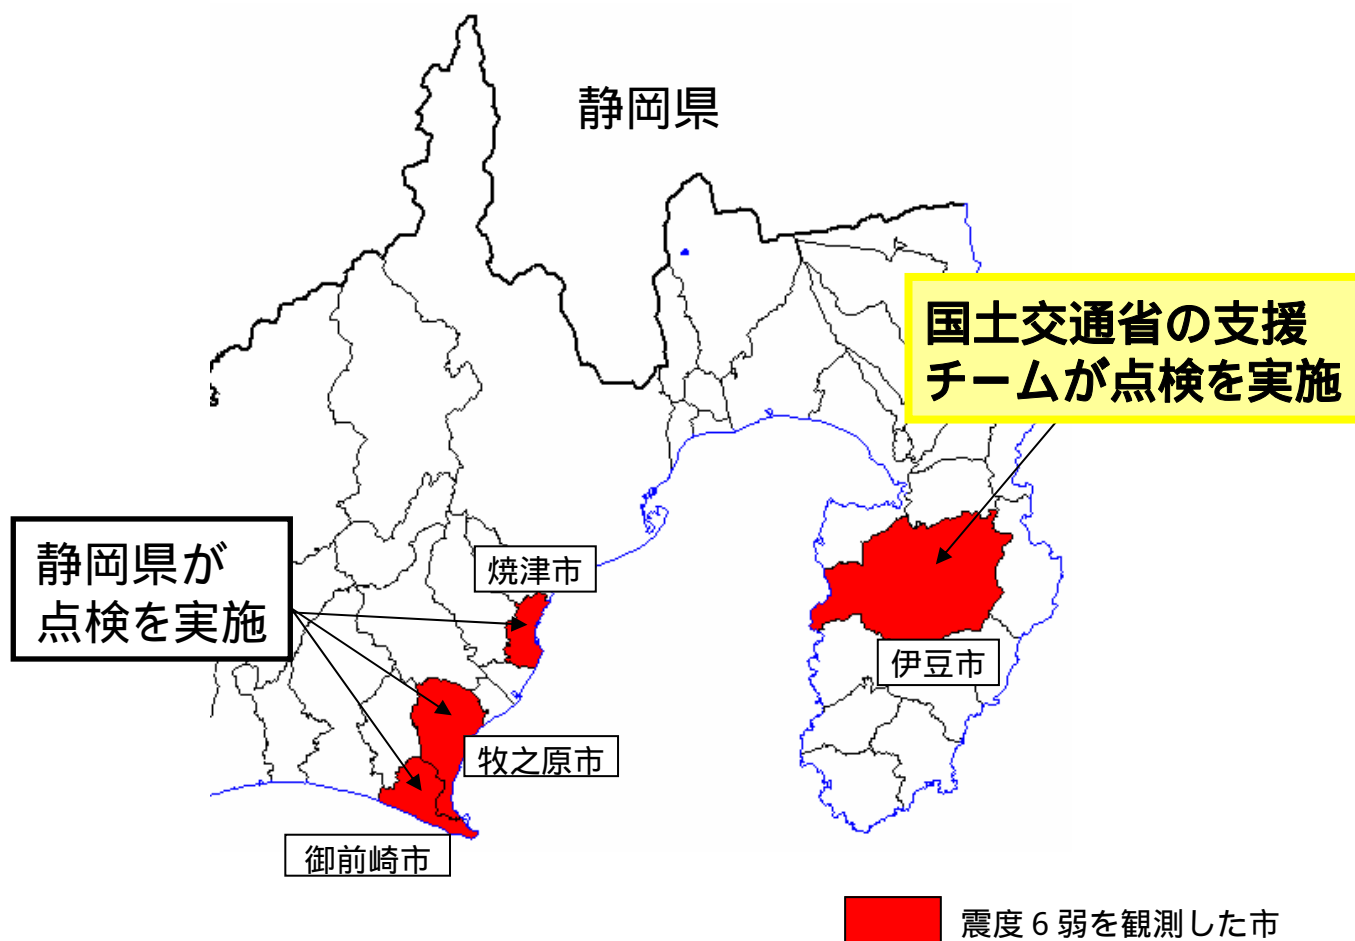 静岡県
国土交通省の支援
チームが点検を実施
静岡県が
点検を実施
焼津市
伊豆市
牧之原市
御前崎市
震度６弱を観測した市